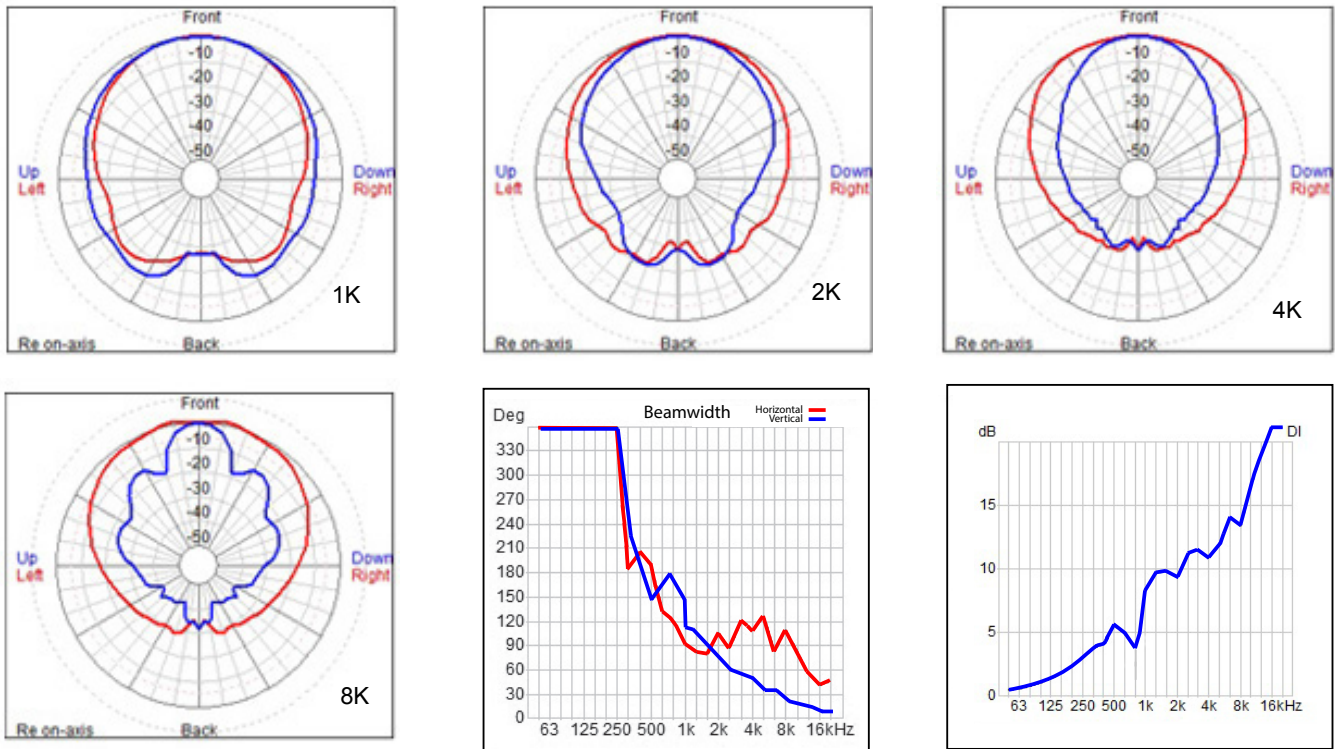 Front
-10
-20
-30
-40
-50
Up Down
Left Right
1K
Re on-axis Back
Front
-10
-20
-30
-40
-50
Up Down
Left Right
2K
Re on-axis Back
Front
-10
-20
-30
-40
-50
Up Down
Left Right
4K
Re on-axis Back
Front
-10
-20
-30
-40
-50
Up Down
Left Right
8K
Re on-axis Back
Deg Beamwidth Horizontal
Vertical
330
300
270
240
210
180
150
120
90
60
30
0
63 125 250 500 1k 2k 4k 8k 16kHz
dB DI
15
10
5
0
63 125 250 500 1k 2k 4k 8k 16kHz